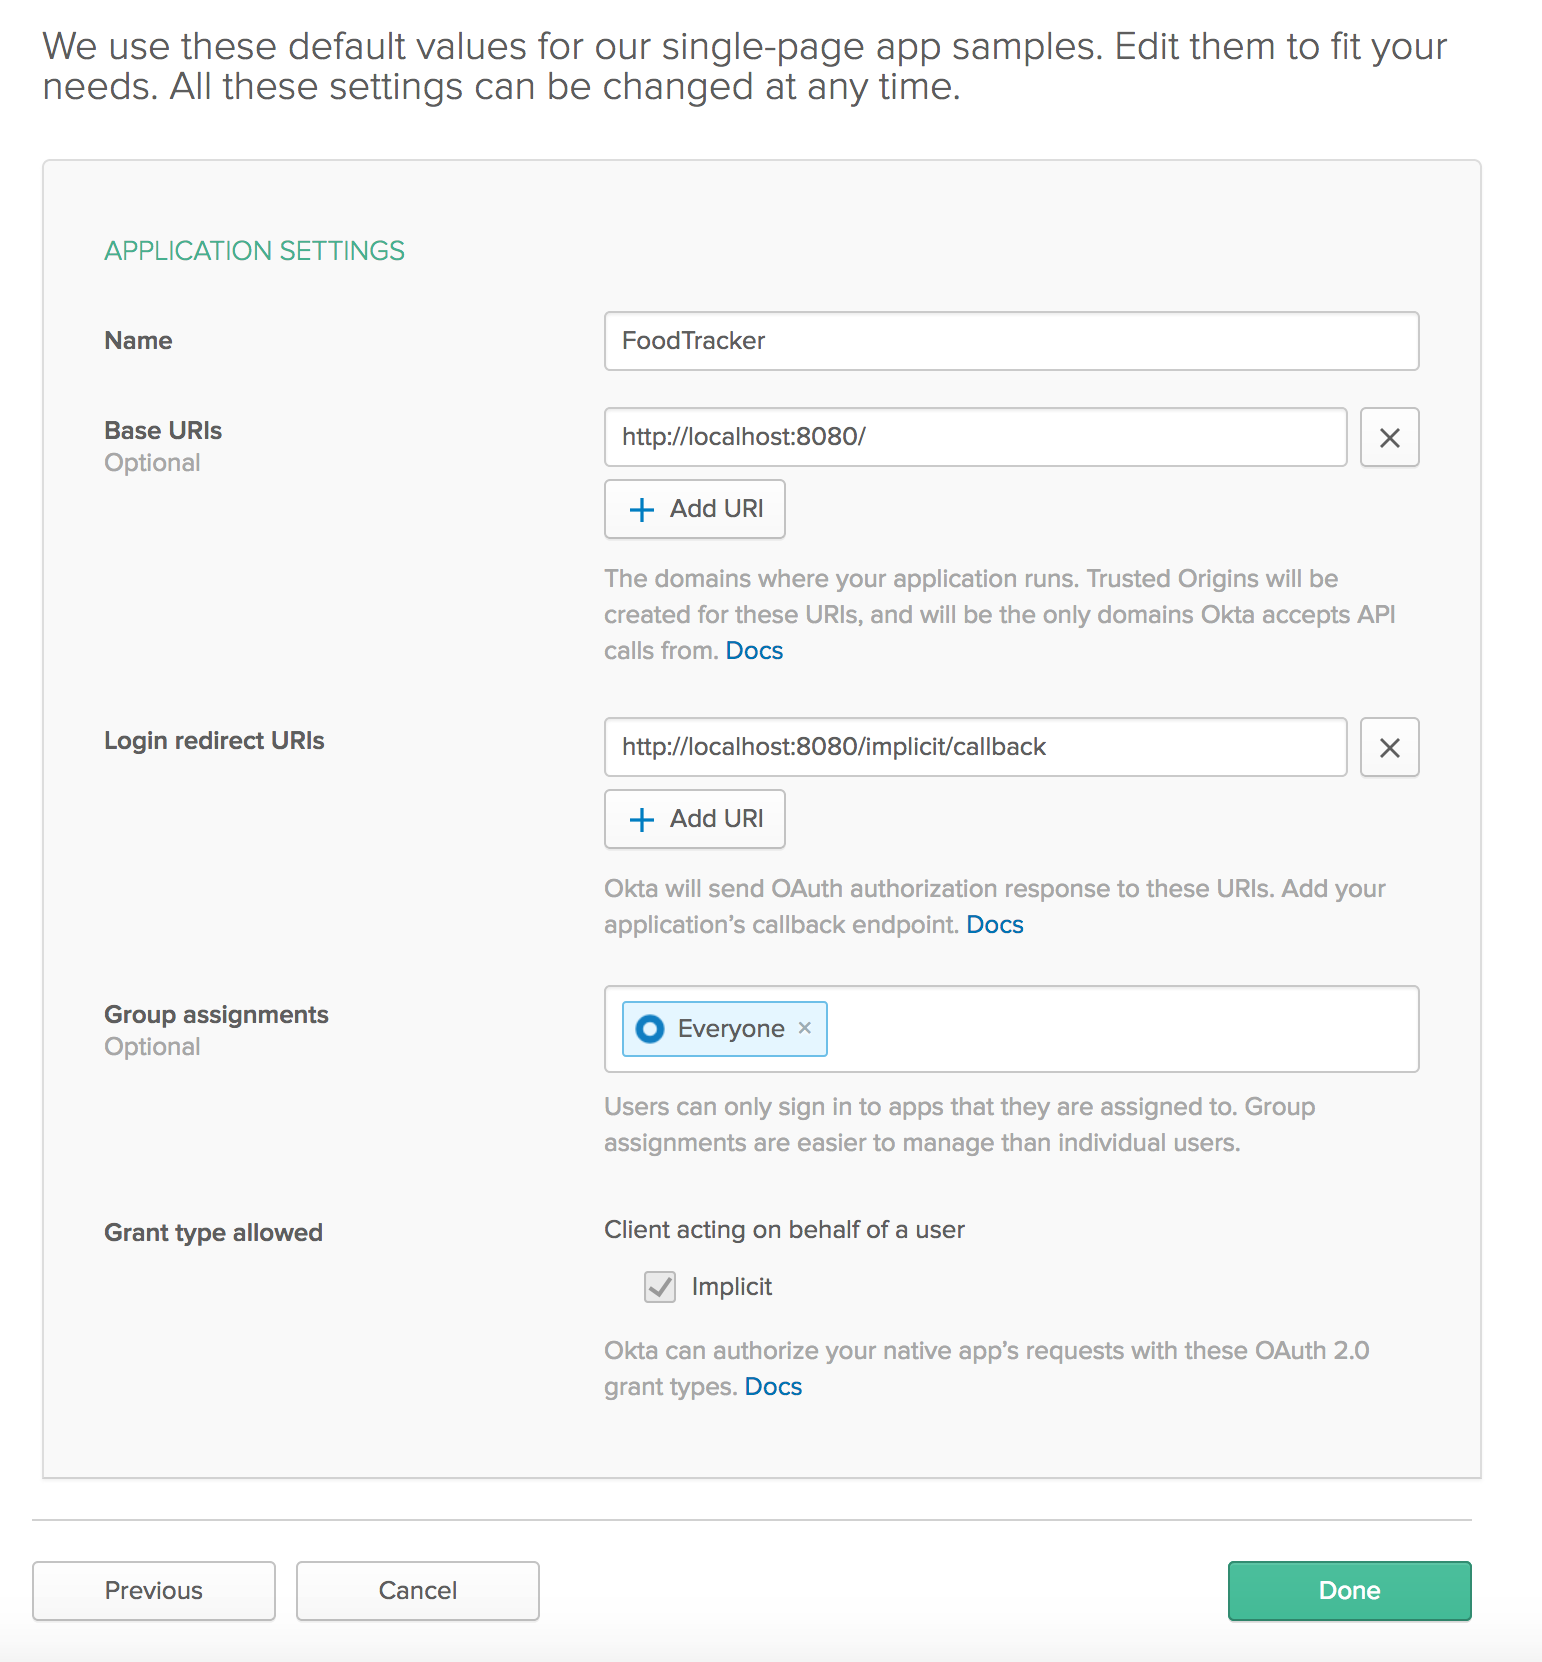 We use these default values for our single-page app samples. Edit them to fit your
needs. All these settings can be changed at any time.
APPLICATION SETTINGS
Name
FoodTracker
Base URIs
Optional
http://localhost:8080/
Add URI
The domains where your application runs. Trusted Origins will be
created for these URIs, and will be the only domains Okta accepts API
calls from. Docs
Login redirect URIs
http://localhost:8080/implicit/callback
Add URI
Okta will send OAuth authorization response to these URIs. Add your
application’s callback endpoint. Docs
Group assignments
Optional
Everyone
Users can only sign in to apps that they are assigned to. Group
assignments are easier to manage than individual users.
Grant type allowed
Client acting on behalf of a user
Implicit
Okta can authorize your native app’s requests with these OAuth 2.0
grant types. Docs
Previous
Cancel
Done